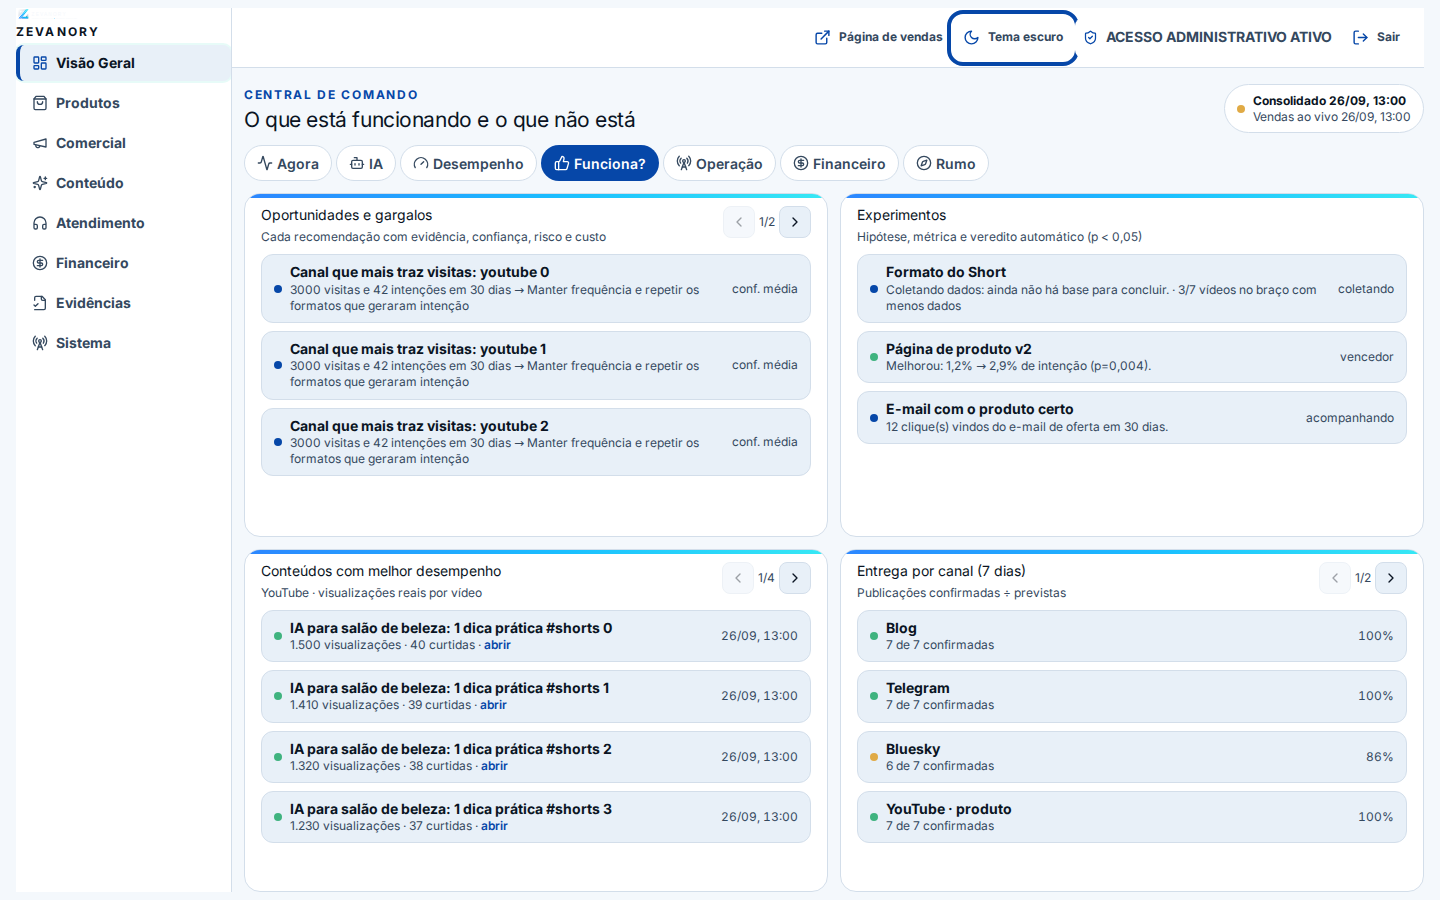 ZEVANORY
Visão Geral
Produtos
Comercial
Conteúdo
Atendimento
Financeiro
Evidências
Sistema
Página de vendas
Tema escuro
ACESSO ADMINISTRATIVO ATIVO
Sair
CENTRAL DE COMANDO
O que está funcionando e o que não está
Consolidado 26/09, 13:00
Vendas ao vivo 26/09, 13:00
Agora
IA
Desempenho
Funciona?
Operação
Financeiro
Rumo
Oportunidades e gargalos
1/2
Cada recomendação com evidência, confiança, risco e custo
Canal que mais traz visitas: youtube 0
3000 visitas e 42 intenções em 30 dias → Manter frequência e repetir os
formatos que geraram intenção
conf. média
Canal que mais traz visitas: youtube 1
3000 visitas e 42 intenções em 30 dias → Manter frequência e repetir os
formatos que geraram intenção
conf. média
Canal que mais traz visitas: youtube 2
3000 visitas e 42 intenções em 30 dias → Manter frequência e repetir os
formatos que geraram intenção
conf. média
Experimentos
Hipótese, métrica e veredito automático (p < 0,05)
Formato do Short
Coletando dados: ainda não há base para concluir. · 3/7 vídeos no braço com
menos dados
coletando
Página de produto v2
Melhorou: 1,2% → 2,9% de intenção (p=0,004).
vencedor
E-mail com o produto certo
12 clique(s) vindos do e-mail de oferta em 30 dias.
acompanhando
Conteúdos com melhor desempenho
1/4
YouTube · visualizações reais por vídeo
IA para salão de beleza: 1 dica prática #shorts 0
1.500 visualizações · 40 curtidas · abrir
26/09, 13:00
IA para salão de beleza: 1 dica prática #shorts 1
1.410 visualizações · 39 curtidas · abrir
26/09, 13:00
IA para salão de beleza: 1 dica prática #shorts 2
1.320 visualizações · 38 curtidas · abrir
26/09, 13:00
IA para salão de beleza: 1 dica prática #shorts 3
1.230 visualizações · 37 curtidas · abrir
26/09, 13:00
Entrega por canal (7 dias)
1/2
Publicações confirmadas ÷ previstas
Blog
7 de 7 confirmadas
100%
Telegram
7 de 7 confirmadas
100%
Bluesky
6 de 7 confirmadas
86%
YouTube · produto
7 de 7 confirmadas
100%